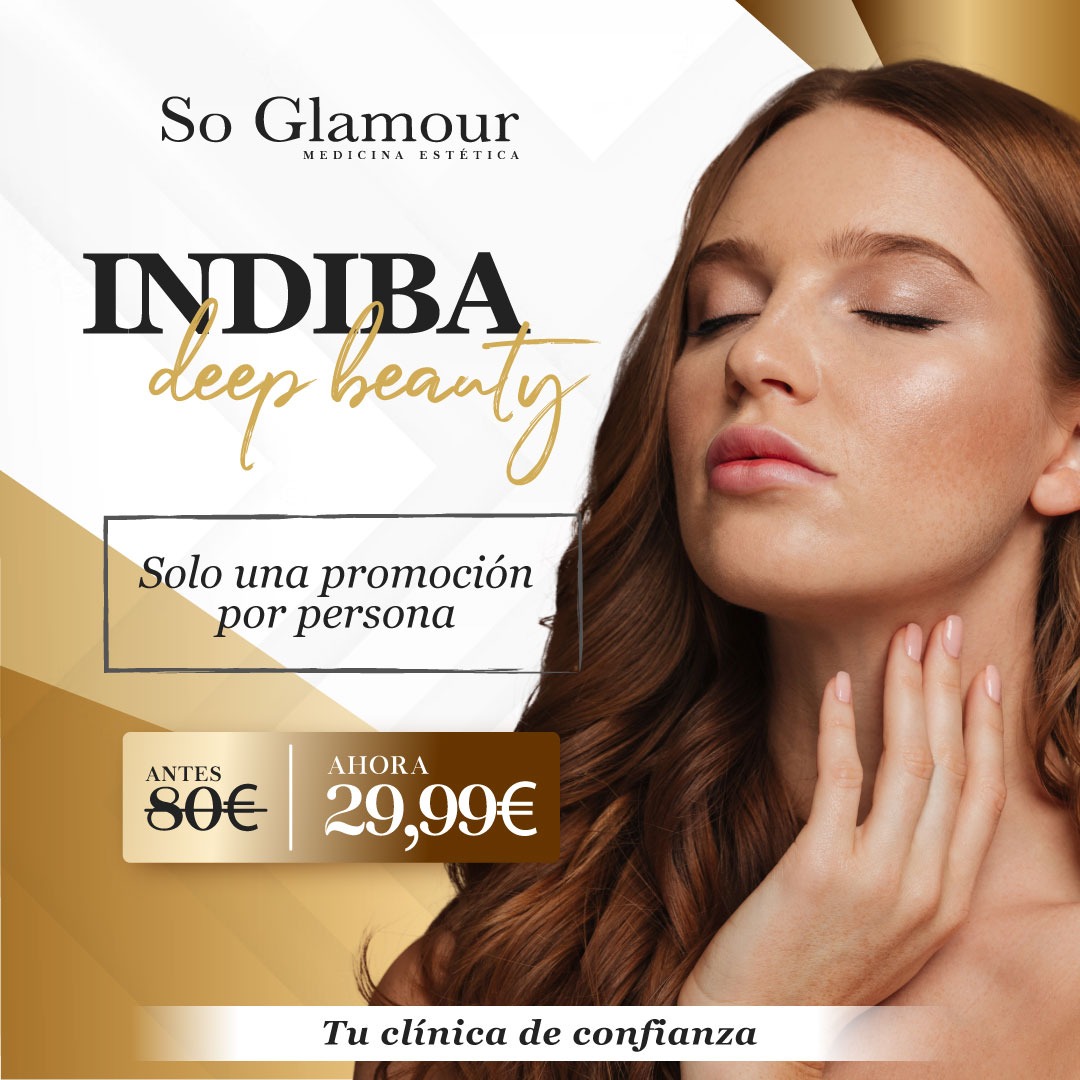 So Glamour
MEDICINA ESTÉTICA
INDIBA
deep beauty
Solo una promoción
por persona
ANTES
80€
AHORA
29,99€
Tu clínica de confianza